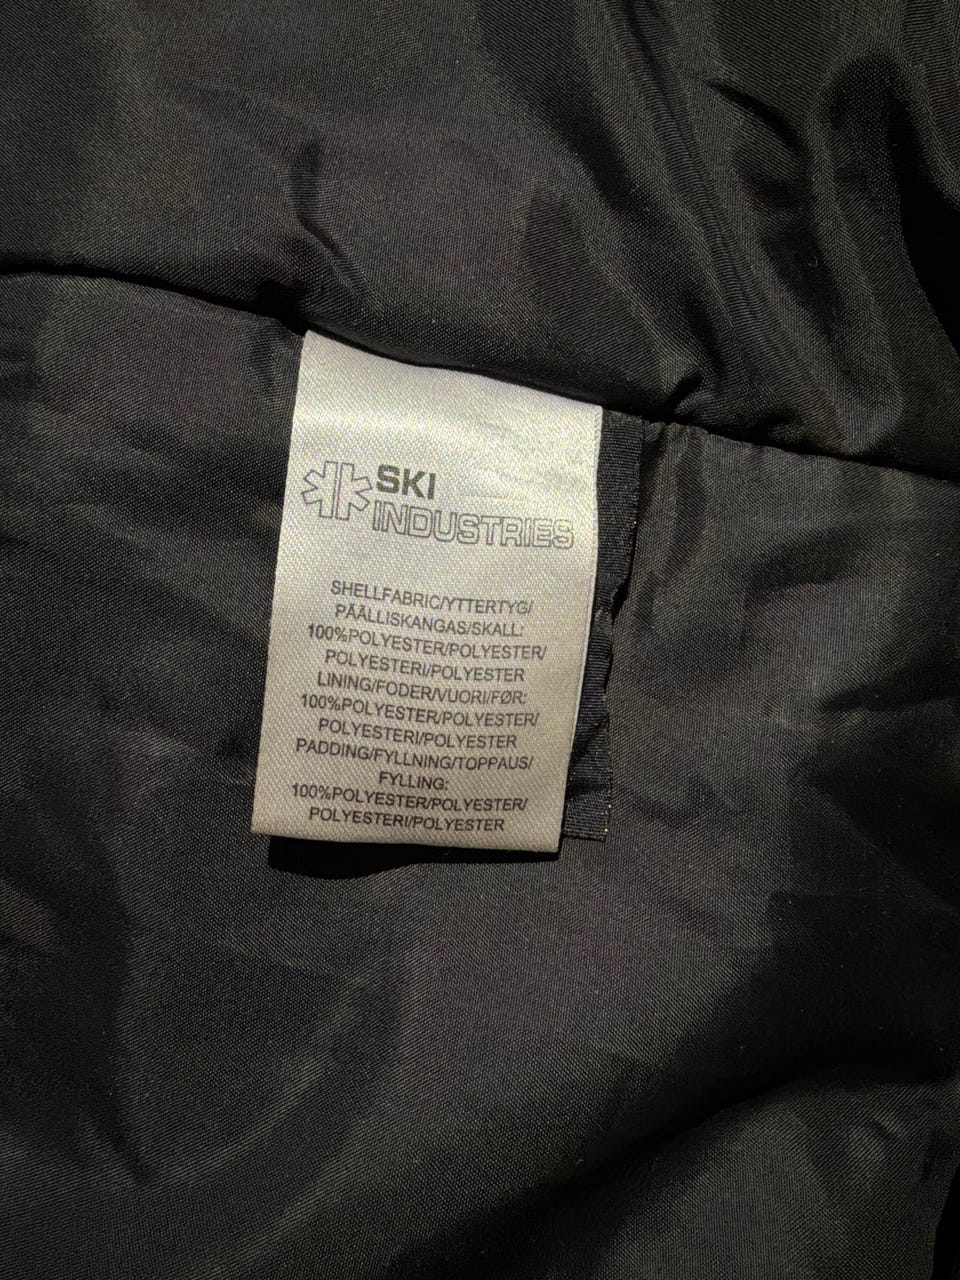 SKI
INDUSTRIES
SHELLFABRIC/YTTERTYG/
PÄÄLLISKANGAS/SKALL:
100%POLYESTER/POLYESTER/
POLYESTERI/POLYESTER
LINING/FODER/VUORI/FØR:
100%POLYESTER/POLYESTER/
POLYESTERI/POLYESTER
PADDING/FYLLNING/TOPPAUS/
FYLLING:
100%POLYESTER/POLYESTER/
POLYESTERI/POLYESTER